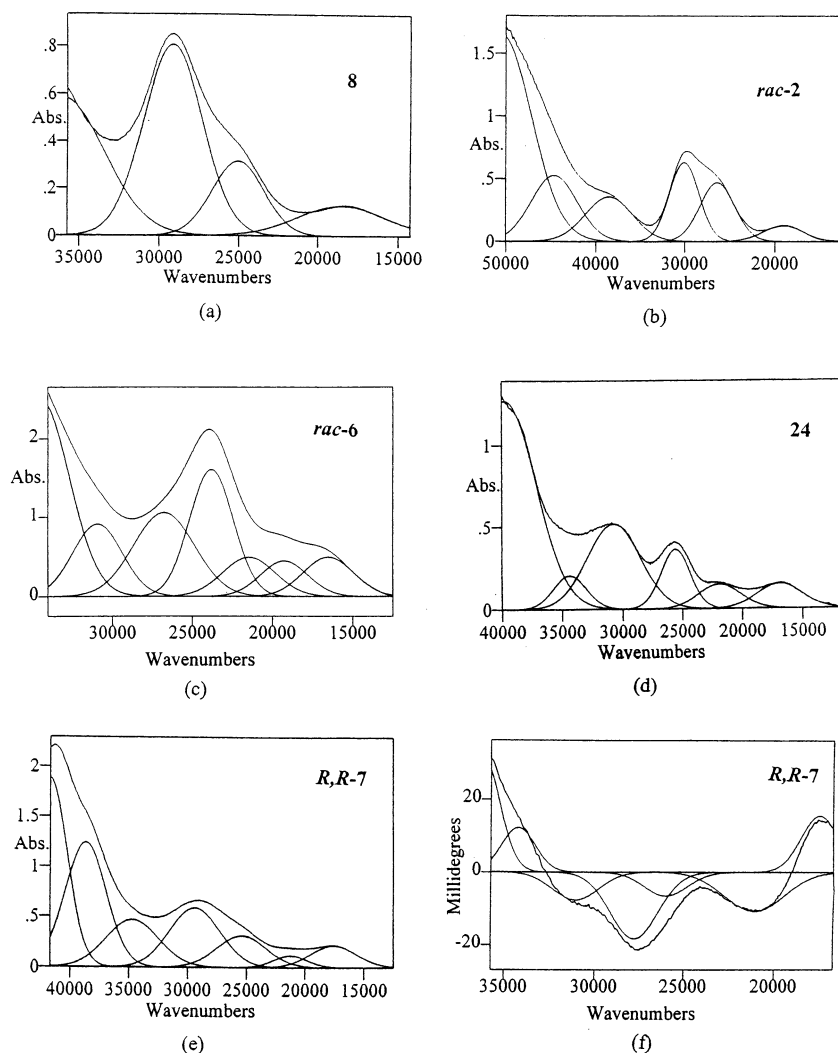 .8
.6
Abs.
.4
.2
0
8
35000 30000 25000 20000 15000
Wavenumbers
(a)
1.5
1
Abs.
.5
0
rac-2
50000 40000 30000 20000
Wavenumbers
(b)
2
Abs.
1
0
rac-6
30000 25000 20000 15000
Wavenumbers
(c)
1
Abs.
.5
0
24
40000 35000 30000 25000 20000 15000
Wavenumbers
(d)
2
1.5
Abs.
1
.5
0
R,R-7
40000 35000 30000 25000 20000 15000
Wavenumbers
(e)
20
0
-20
Millidegrees
R,R-7
35000 30000 25000 20000
Wavenumbers
(f)